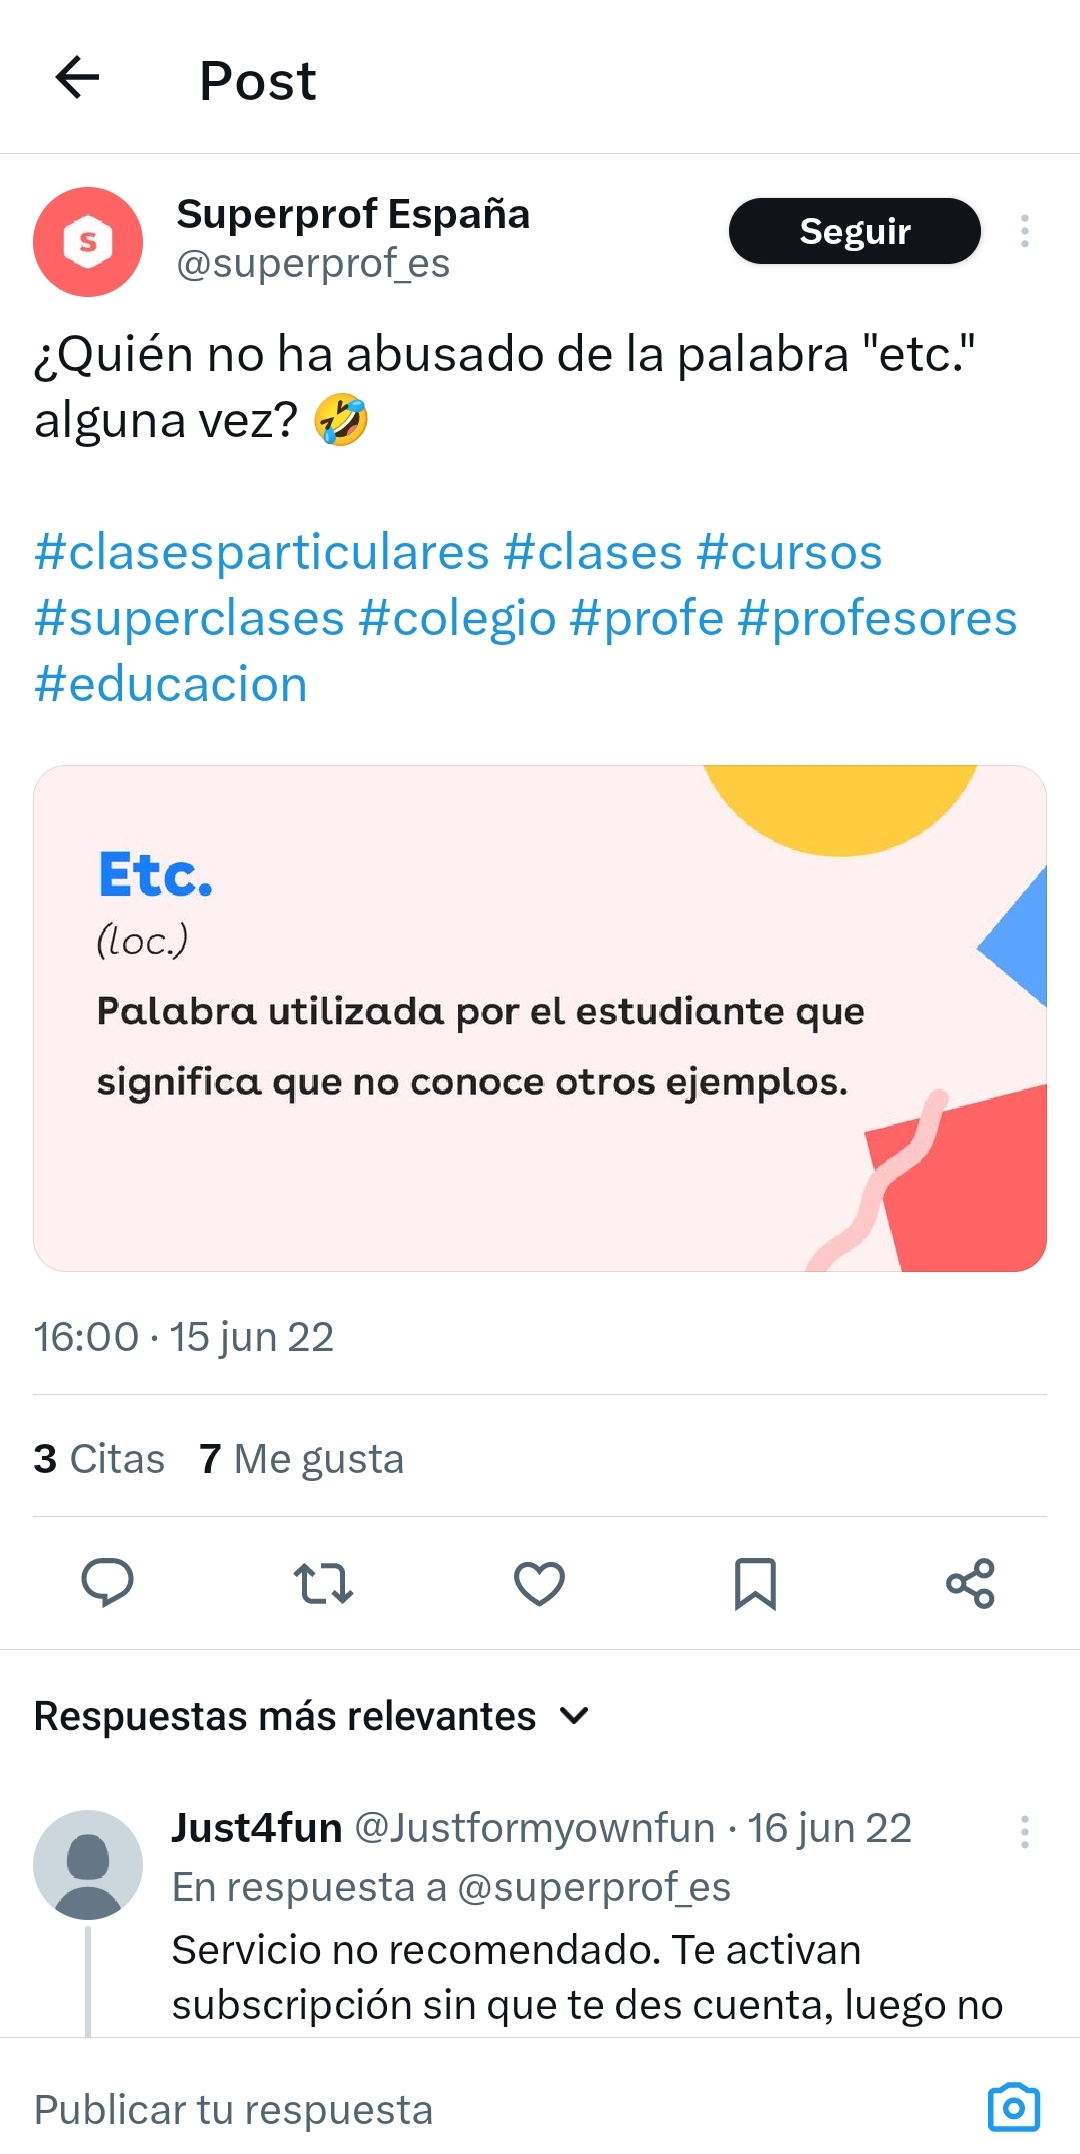 Post
S
Superprof España
@superprof_es
Seguir
¿Quién no ha abusado de la palabra "etc."
alguna vez? 🤣
#clasesparticulares #clases #cursos
#superclases #colegio #profe #profesores
#educacion
Etc.
(loc.)
Palabra utilizada por el estudiante que
significa que no conoce otros ejemplos.
16:00 · 15 jun 22
3 Citas 7 Me gusta
Respuestas más relevantes
Just4fun @Justformyownfun · 16 jun 22
En respuesta a @superprof_es
Servicio no recomendado. Te activan
subscripción sin que te des cuenta, luego no
Publicar tu respuesta